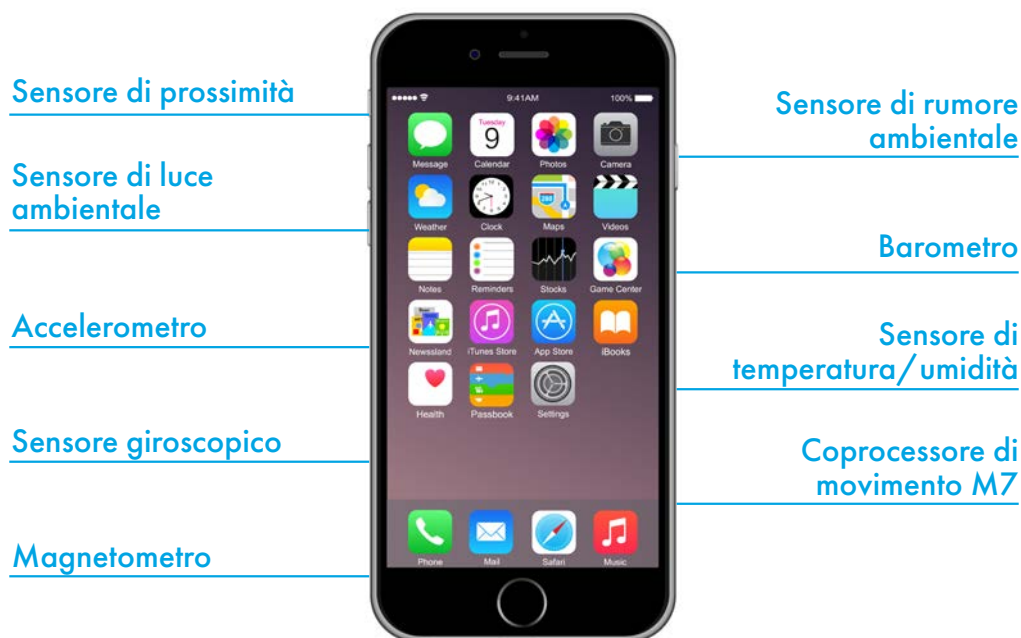 Sensore di prossimità
Sensore di luce
ambientale
Accelerometro
Sensore giroscopico
Magnetometro
9:41AM
100%
Tuesday
9
Message
Calendar
Photos
Camera
280
Weather
Clock
Maps
Videos
Notes
Reminders
Stocks
Game Center
Newssland
iTunes Store
App Store
iBooks
Health
Passbook
Settings
Phone
Mail
Safari
Music
Sensore di rumore
ambientale
Barometro
Sensore di
temperatura/umidità
Coprocessore di
movimento M7